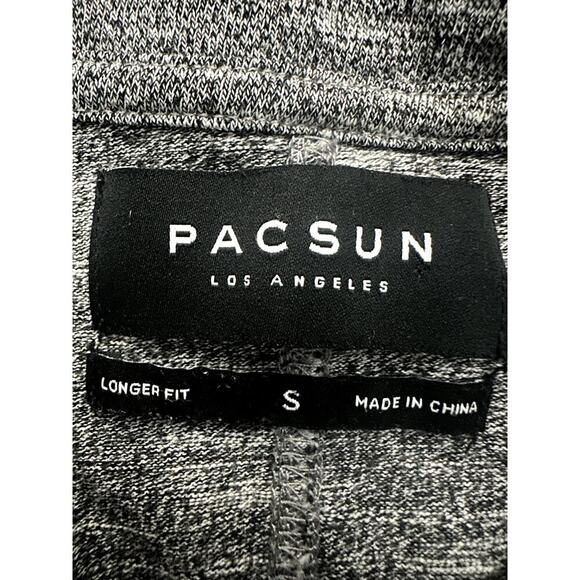 PACSUN
LOS ANGELES
LONGER FIT S MADE IN CHINA